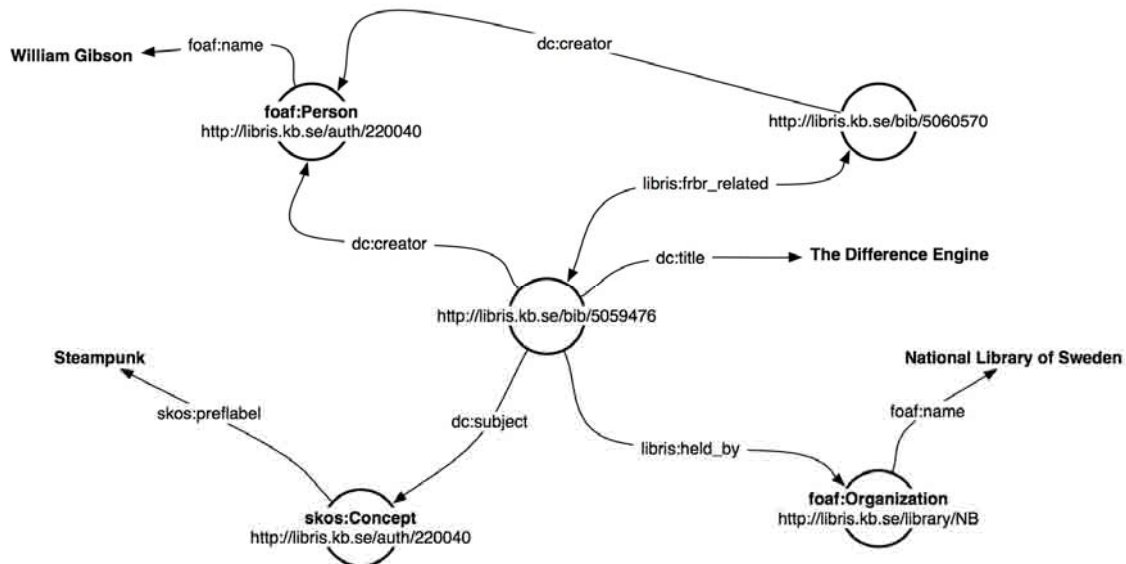 dc:creator
foaf:name
William Gibson
foaf:Person
http://libris.kb.se/auth/220040
http://libris.kb.se/bib/5060570
libris:frbr_related
dc:creator
dc:title
The Difference Engine
http://libris.kb.se/bib/5059476
Steampunk
National Library of Sweden
skos:preflabel
dc:subject
foaf:name
libris:held_by
skos:Concept
http://libris.kb.se/auth/220040
foaf:Organization
http://libris.kb.se/library/NB